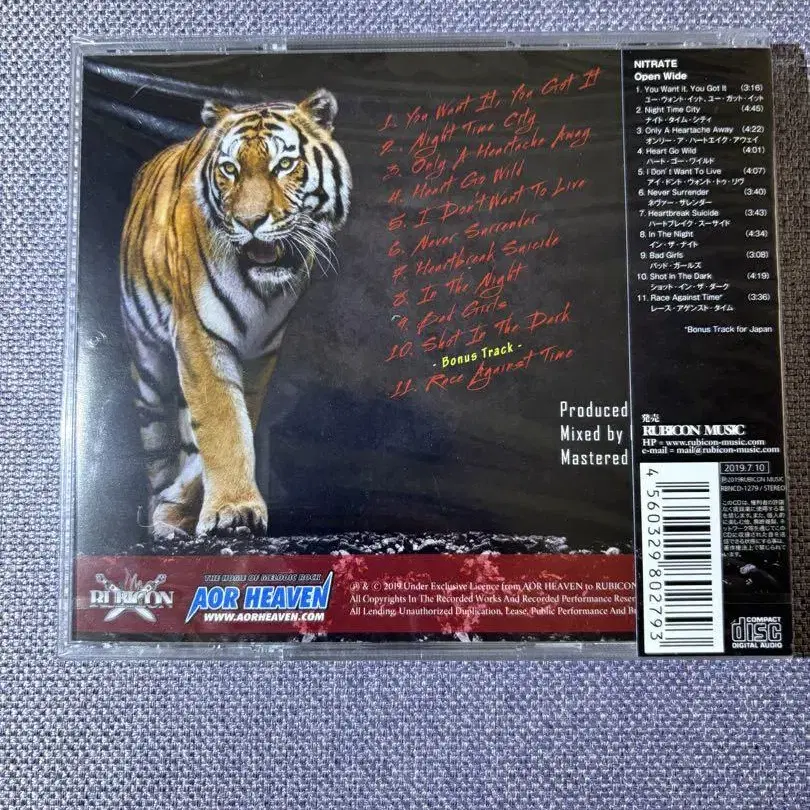 1. You Want It, You Got It
2. Night Time City
3. Only A Heartache Away
4. Heart Go Wild
5. I Don't Want To Live
6. Never Surrender
7. Heartbreak Suicide
8. In The Night
9. Bad Girls
10. Shot In The Dark
- Bonus Track -
11. Race Against Time
Produced
Mixed by
Mastered
RUBICON
THE HOME OF MELODIC ROCK
AOR HEAVEN
WWW.AORHEAVEN.COM
℗ & © 2019 Under Exclusive Licence from AOR HEAVEN to RUBICON
All Copyrights In The Recorded Works And Recorded Performance Reser
All Lending, Unauthorized Duplication, Lease, Public Performance And Br
NITRATE
Open Wide
1. You Want it, You Got It (3:16)
ユー・ウォント・イット、ユー・ガット・イット
2. Night Time City (4:45)
ナイト・タイム・シティ
3. Only A Heartache Away (4:22)
オンリー・ア・ハートエイク・アウェイ
4. Heart Go Wild (4:01)
ハート・ゴー・ワイルド
5. I Don`t Want To Live (4:07)
アイ・ドント・ウォント・トゥ・リヴ
6. Never Surrender (3:40)
ネヴァー・サレンダー
7. Heartbreak Suicide (3:43)
ハートブレイク・スーサイド
8. In The Night (4:34)
イン・ザ・ナイト
9. Bad Girls (3:08)
バッド・ガールズ
10. Shot In The Dark (4:19)
ショット・イン・ザ・ダーク
11. Race Against Time* (3:36)
レース・アゲンスト・タイム
*Bonus Track for Japan
発売
RUBICON MUSIC
HP = www.rubicon-music.com
e-mail = mail@rubicon-music.com
2019.7.10
℗2019RUBICON MUSIC
RBNCD-1279 / STEREO
4560339802793
COMPACT
disc
DIGITAL AUDIO